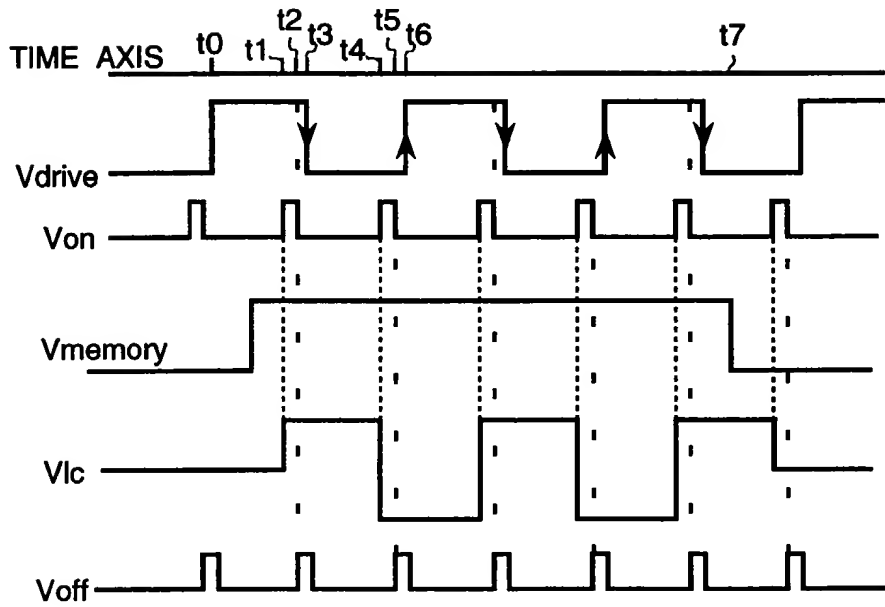 t0 t1 t2 t3 t4 t5 t6 t7
TIME AXIS
Vdrive
Von
Vmemory
Vlc
Voff